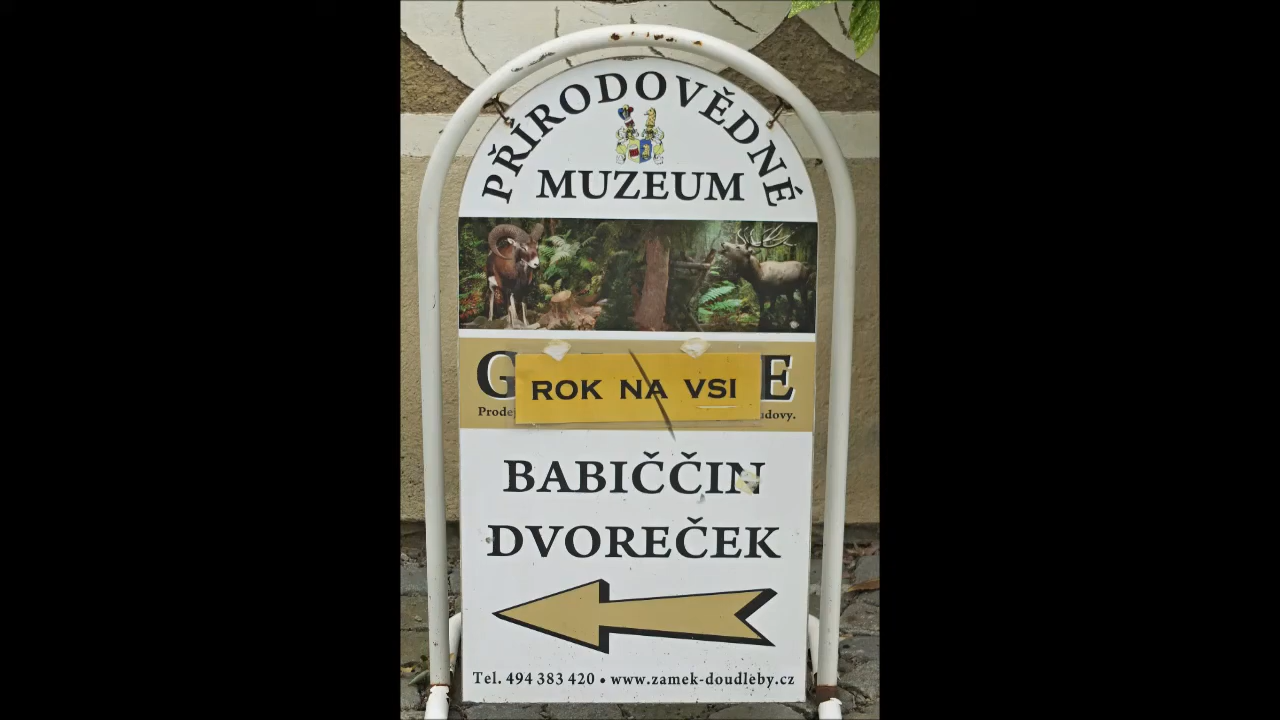 PŘÍRODOVĚDNÉ
MUZEUM
ROK NA VSI
BABIČČIN
DVOREČEK
Tel. 494 383 420 • www.zamek-doudleby.cz